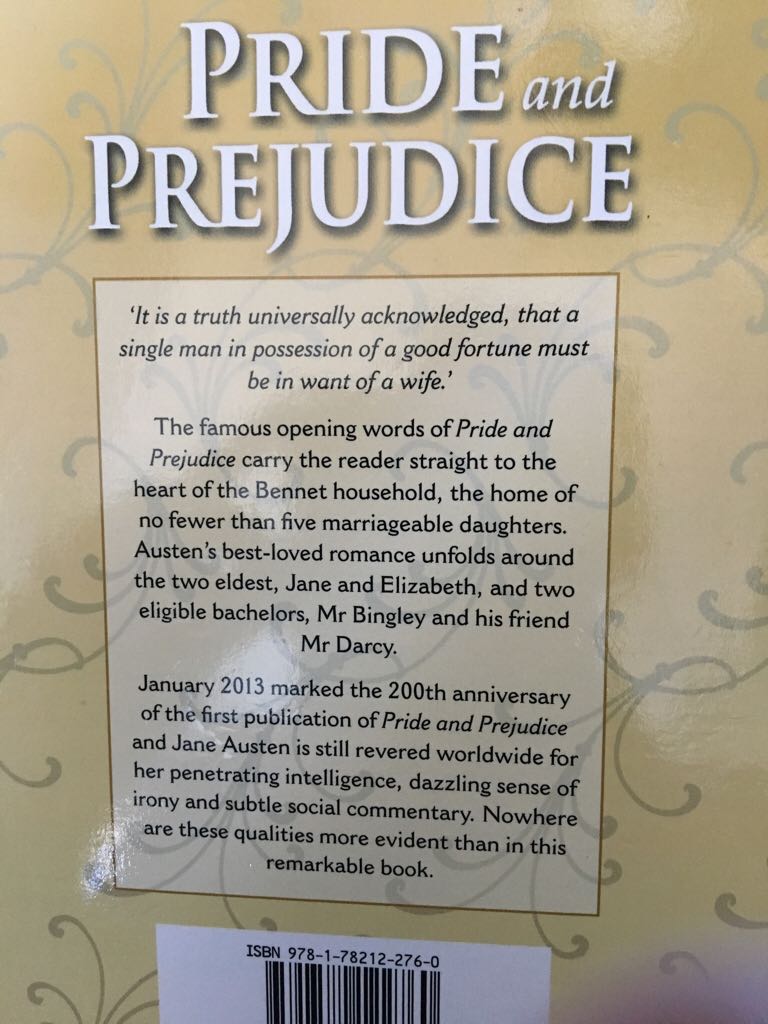 PRIDE and
PREJUDICE
‘It is a truth universally acknowledged, that a
single man in possession of a good fortune must
be in want of a wife.’
The famous opening words of Pride and
Prejudice carry the reader straight to the
heart of the Bennet household, the home of
no fewer than five marriageable daughters.
Austen’s best-loved romance unfolds around
the two eldest, Jane and Elizabeth, and two
eligible bachelors, Mr Bingley and his friend
Mr Darcy.
January 2013 marked the 200th anniversary
of the first publication of Pride and Prejudice
and Jane Austen is still revered worldwide for
her penetrating intelligence, dazzling sense of
irony and subtle social commentary. Nowhere
are these qualities more evident than in this
remarkable book.
ISBN 978-1-78212-276-0